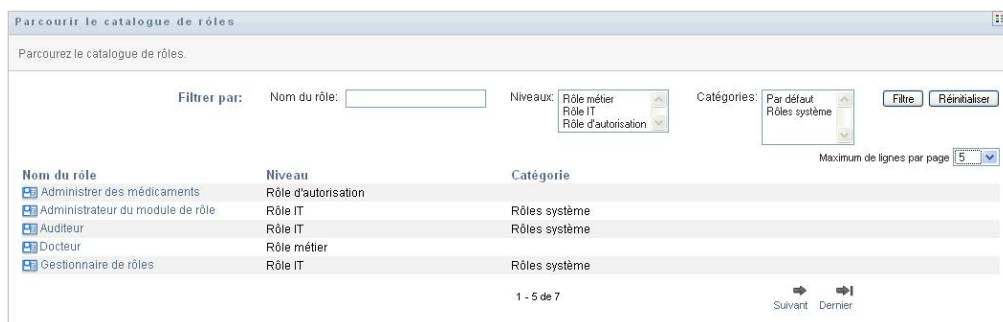 Parcourir le catalogue de rôles
Parcourez le catalogue de rôles.
Filtrer par: Nom du rôle: Niveaux: Rôle métier Catégories: Par défaut Filtre Réinitialiser
Rôle IT Rôles système
Rôle d'autorisation
Maximum de lignes par page 5
Nom du rôle Niveau Catégorie
Administrer des médicaments Rôle d'autorisation
Administrateur du module de rôle Rôle IT Rôles système
Auditeur Rôle IT Rôles système
Docteur Rôle métier
Gestionnaire de rôles Rôle IT Rôles système
1 - 5 de 7 Suivant Dernier